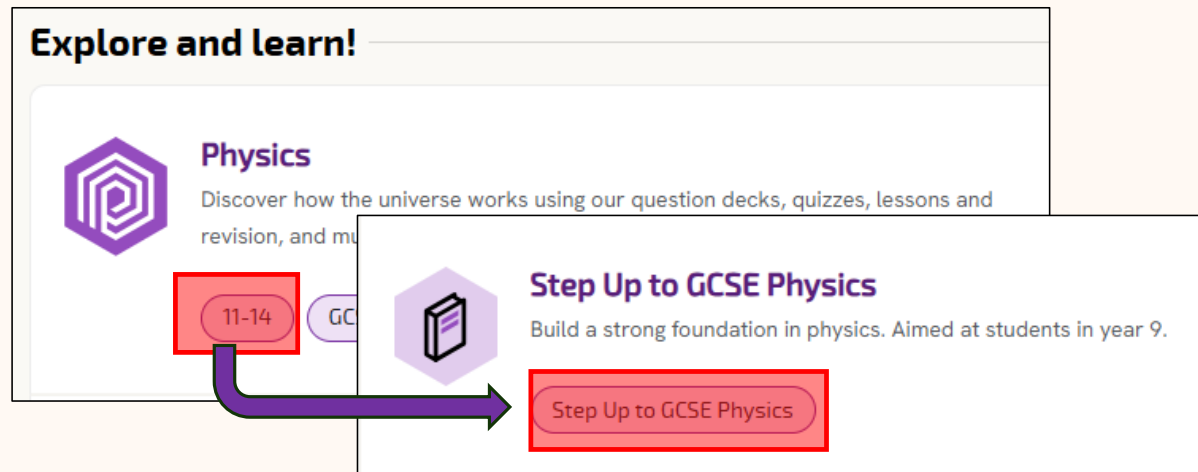 Explore and learn!
Physics
Discover how the universe works using our question decks, quizzes, lessons and
revision, and
11-14
Step Up to GCSE Physics
Build a strong foundation in physics. Aimed at students in year 9.
Step Up to GCSE Physics